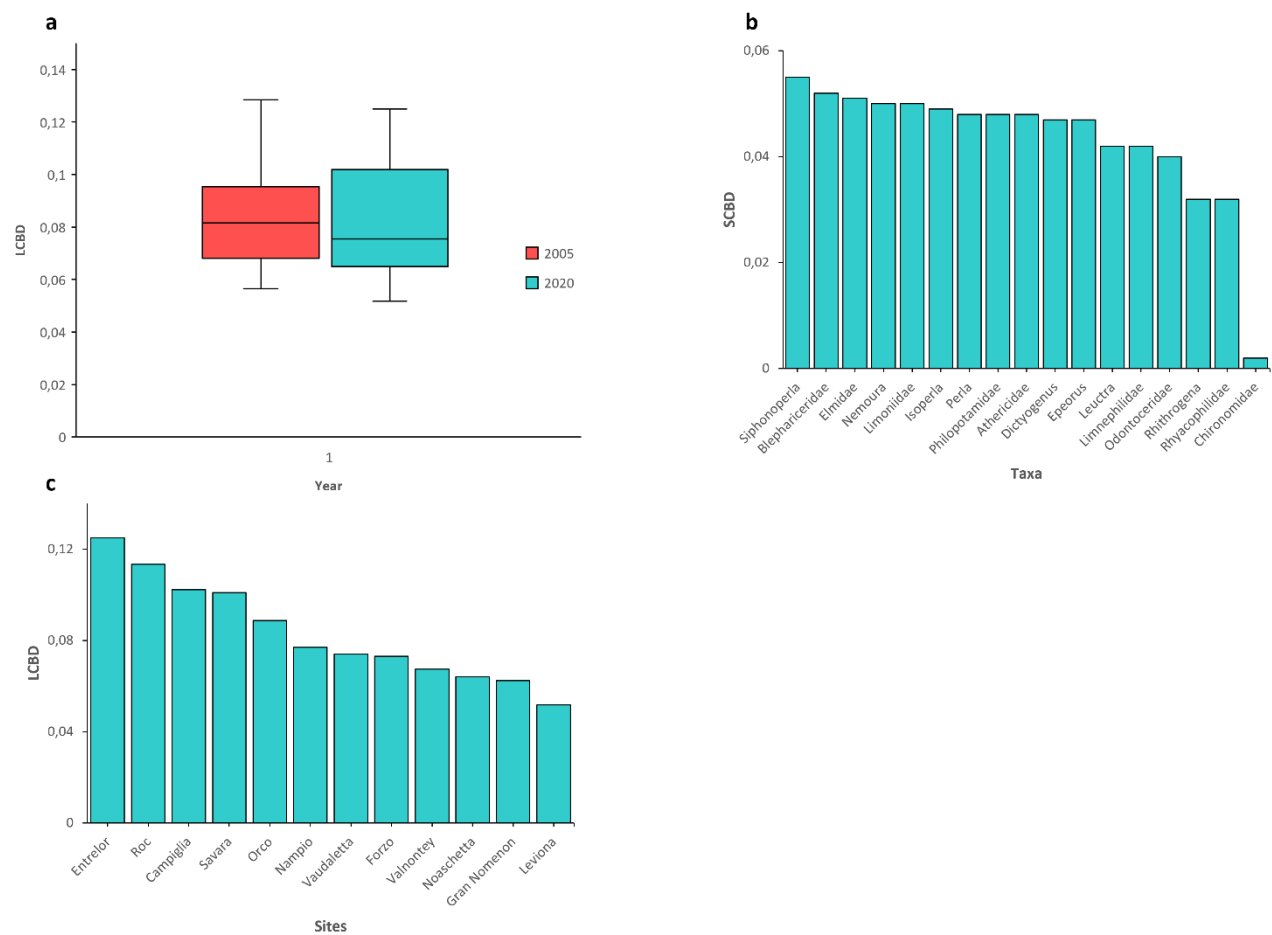 a
0,14
0,12
0,1
0,08
0,06
0,04
0,02
0
LCBD
1
Year
2005
2020
b
0,06
0,04
0,02
0
SCBD
Siphonoperla
Blephariceridae
Elmidae
Nemoura
Limoniidae
Isoperla
Perla
Philopotamidae
Athericidae
Dictyogenus
Epeorus
Leuctra
Limnephilidae
Odontoceridae
Rhithrogena
Rhyacophilidae
Chironomidae
Taxa
c
0,12
0,08
0,04
0
LCBD
Entrelor
Roc
Campiglia
Savara
Orco
Nampio
Vaudaletta
Forzo
Valnontey
Noaschetta
Gran Nomenon
Leviona
Sites